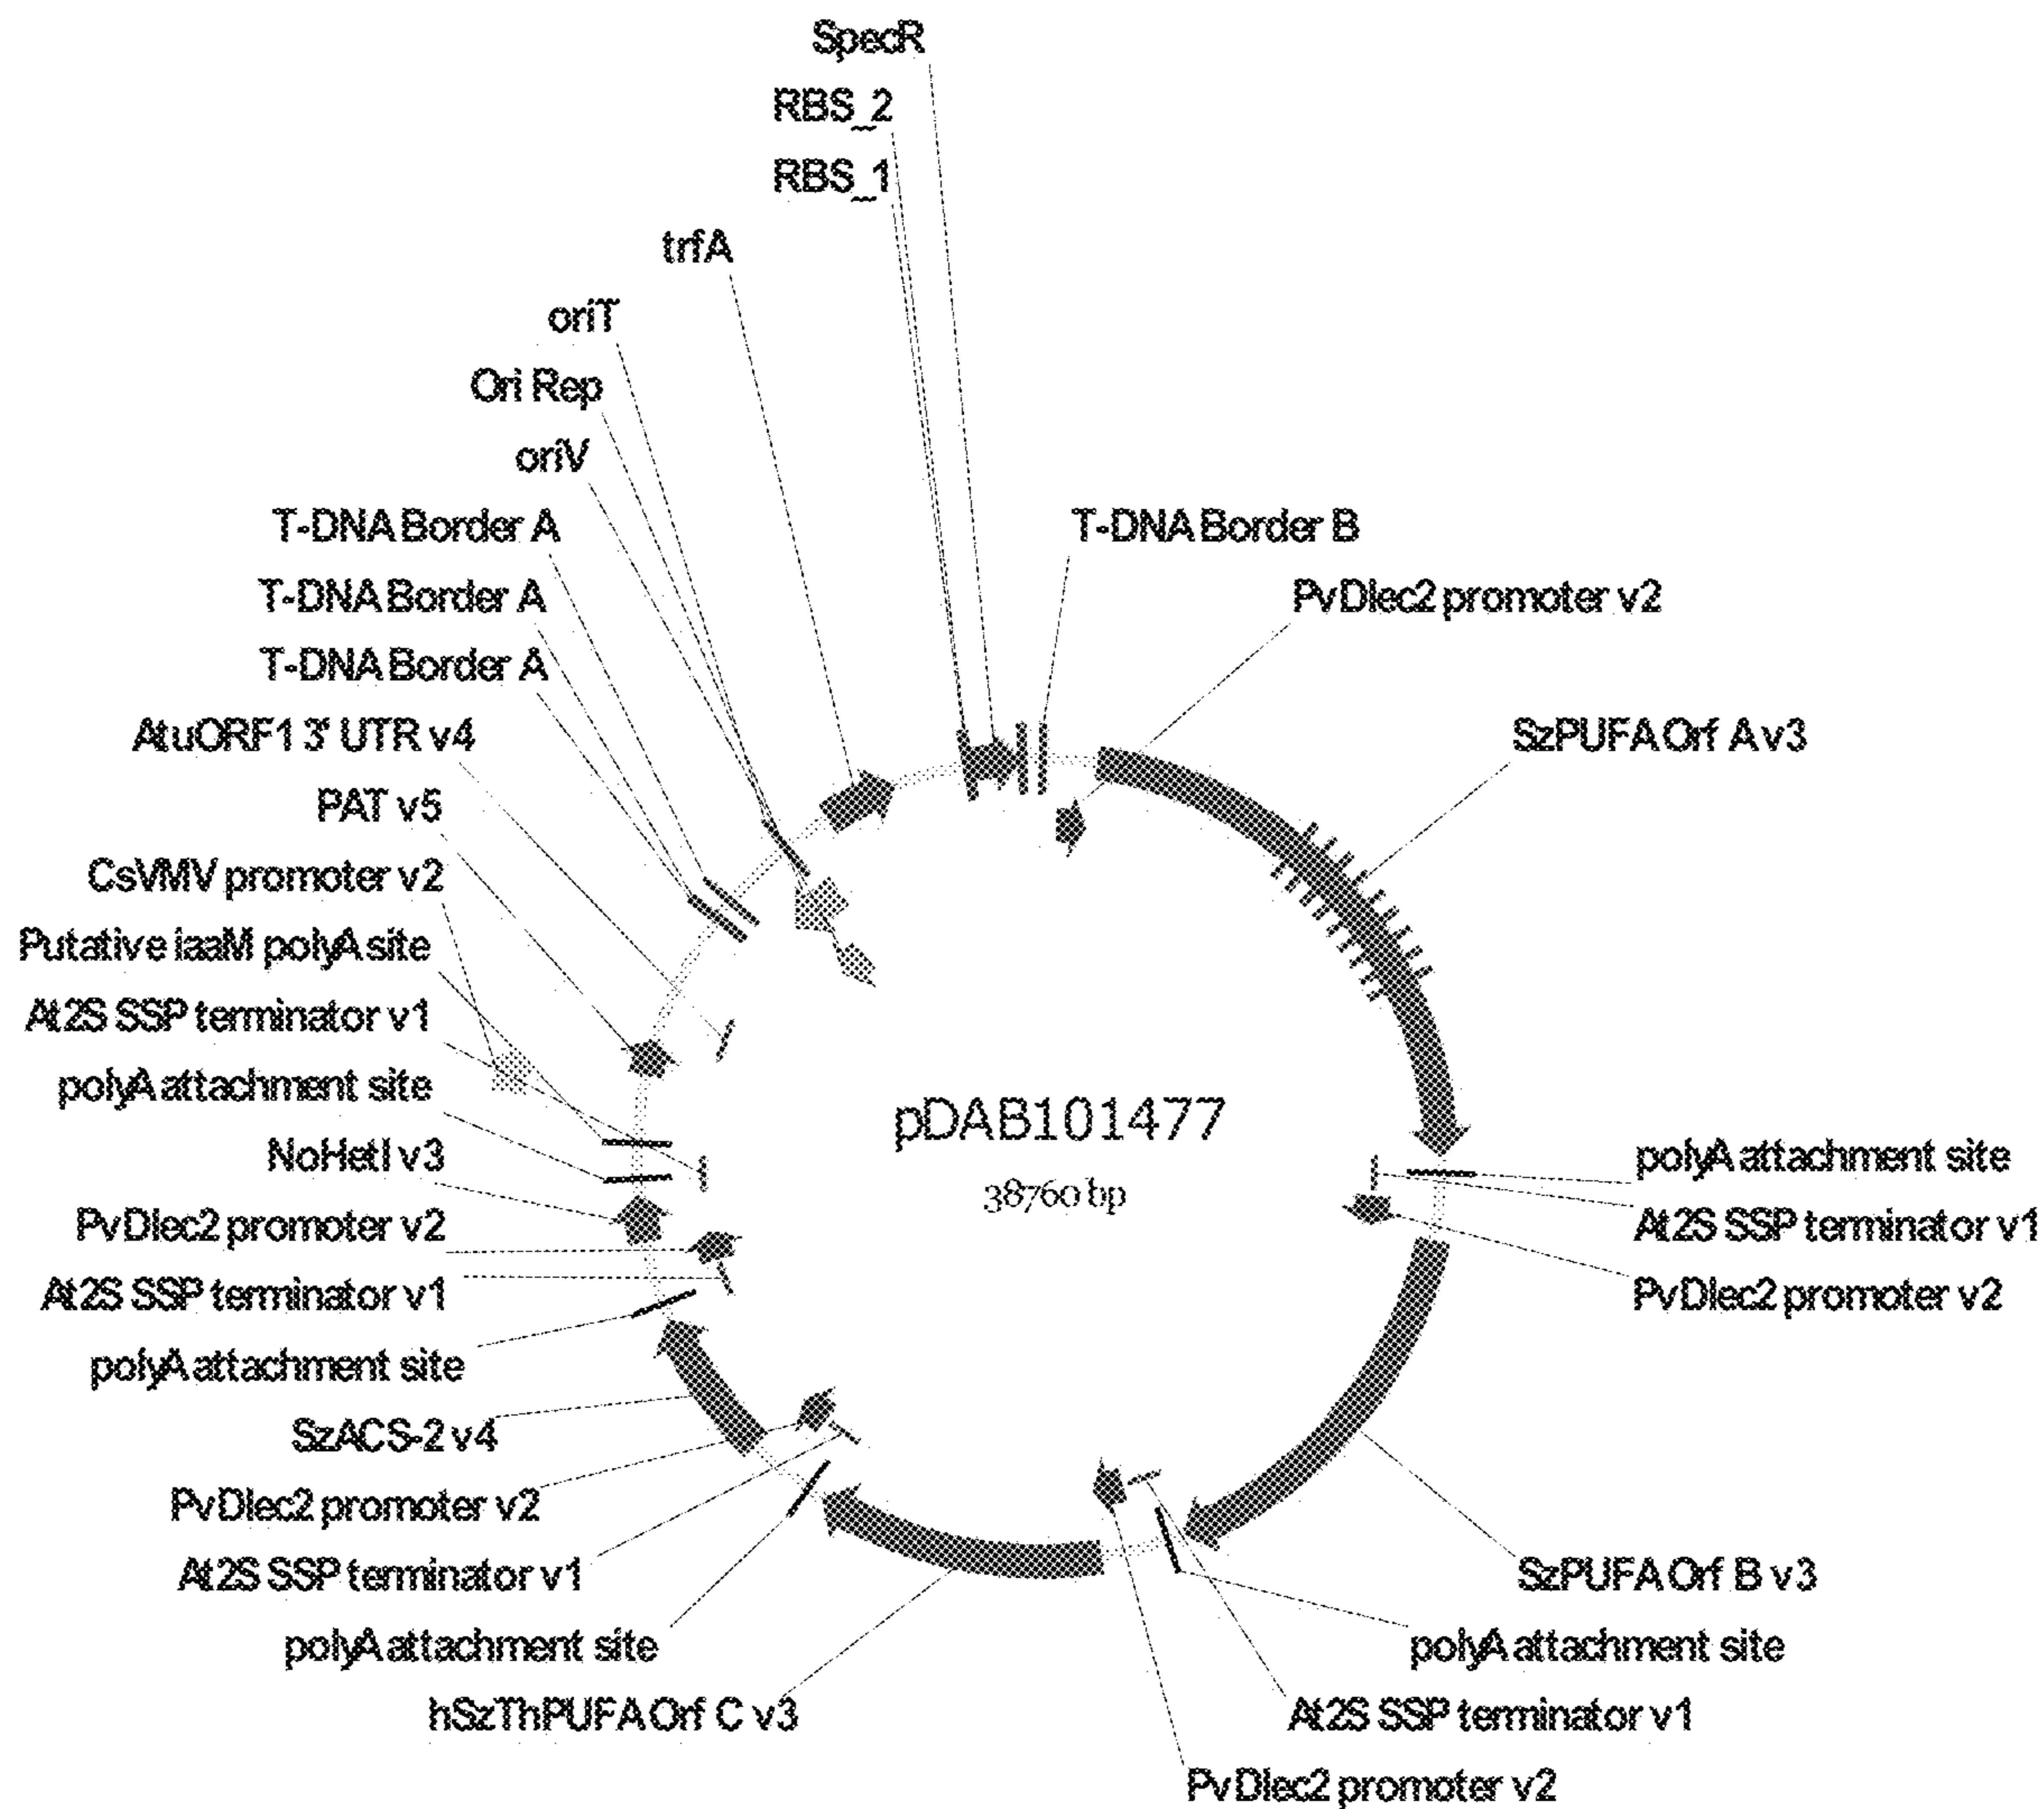 SpecR
RBS_2
RBS_1
trfA
oriT
Ori Rep
oriV
T-DNA Border A
T-DNA Border B
T-DNA Border A
PvDlec2 promoter v2
T-DNA Border A
AtuORF1 3' UTR v4
SzPUFA Orf A v3
PAT v5
CsVMV promoter v2
Putative iaaM polyA site
At2S SSP terminator v1
polyA attachment site
NoHetI v3
PvDlec2 promoter v2
At2S SSP terminator v1
polyA attachment site
SzACS-2 v4
PvDlec2 promoter v2
At2S SSP terminator v1
polyA attachment site
hSzThPUFA Orf C v3
pDAB101477
38760 bp
polyA attachment site
At2S SSP terminator v1
PvDlec2 promoter v2
SzPUFA Orf B v3
polyA attachment site
At2S SSP terminator v1
PvDlec2 promoter v2